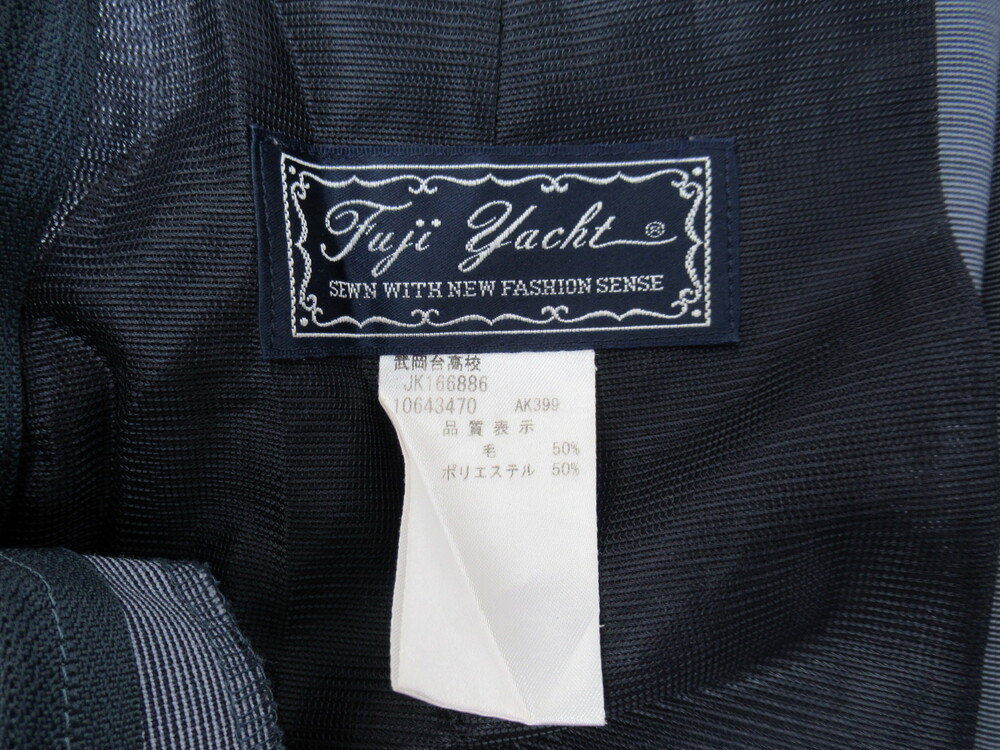 Fuji Yacht ®
SEWN WITH NEW FASHION SENSE
武岡台高校
JK166886
10643470 AK399
品質表示
毛 50%
ポリエステル 50%